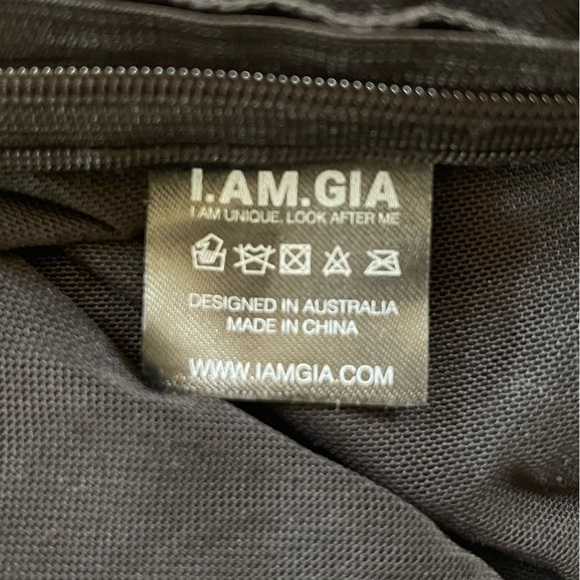 I.AM.GIA
I AM UNIQUE. LOOK AFTER ME
DESIGNED IN AUSTRALIA
MADE IN CHINA
WWW.IAMGIA.COM